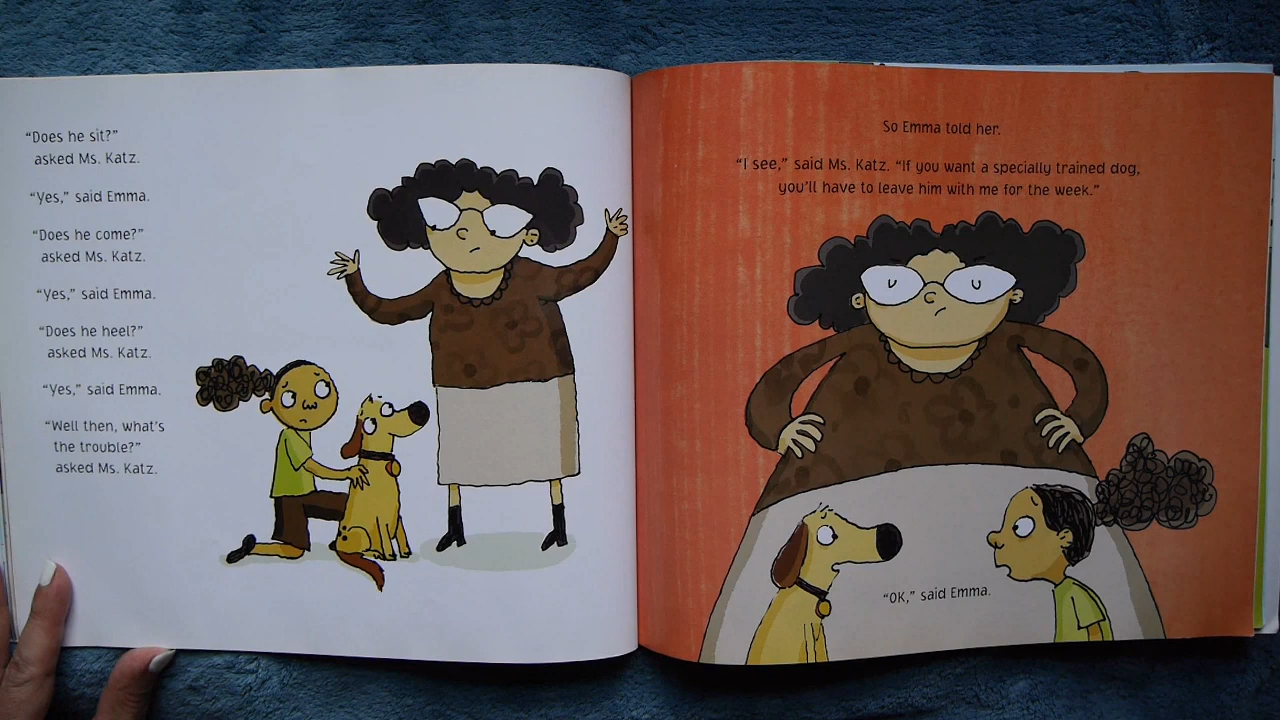 “Does he sit?”
asked Ms. Katz.
“Yes,” said Emma.
“Does he come?”
asked Ms. Katz.
“Yes,” said Emma.
“Does he heel?”
asked Ms. Katz.
“Yes,” said Emma.
“Well then, what’s
the trouble?”
asked Ms. Katz.
So Emma told her.
“I see,” said Ms. Katz. “If you want a specially trained dog,
you’ll have to leave him with me for the week.”
“OK,” said Emma.